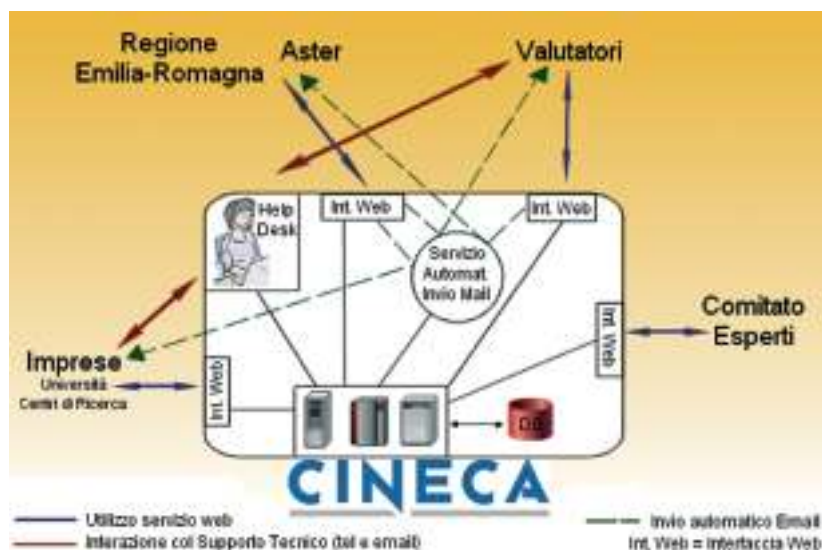 Regione
Emilia-Romagna
Aster
Valutatori
Help
Desk
Int. Web
Int. Web
Servizio
Automat.
Invio Mail
Int. Web
Comitato
Esperti
Imprese
Università
Centri di Ricerca
Int. Web
DB
CINECA
Utilizzo servizio web
Invio automatico Email
Interazione col Supporto Tecnico (tel e email)
Int. Web = Interfaccia Web